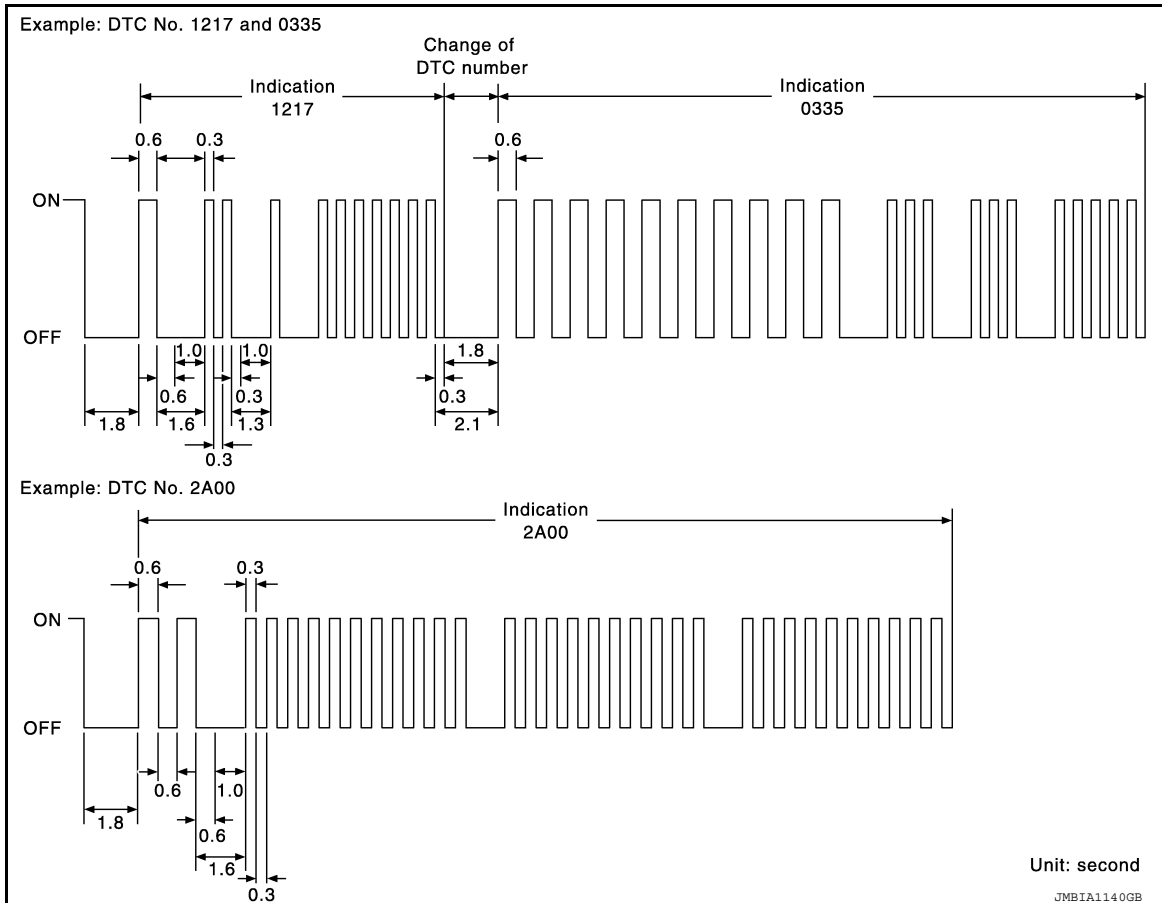 Example: DTC No. 1217 and 0335
Change of
DTC number
Indication
1217
Indication
0335
0.6
0.3
0.6
ON
OFF
1.0
1.0
1.8
0.6
0.3
0.3
1.8
1.6
1.3
2.1
0.3
Example: DTC No. 2A00
Indication
2A00
0.6
0.3
ON
OFF
0.6
1.0
1.8
0.6
1.6
0.3
Unit: second
JMBIA1140GB